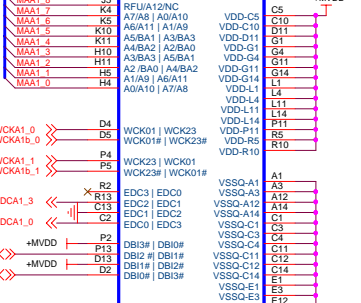 MAA1_8 J5 RFU/A12/NC
MAA1_7 K4 A7/A8 | A0/A10 VDD-C5 C5
MAA1_6 K5 A6/A11 | A1/A9 VDD-C10 C10
MAA1_5 K10 A5/BA1 | A3/BA3 VDD-D11 D11
MAA1_4 K11 A4/BA2 | A2/BA0 VDD-G1 G1
MAA1_3 H10 A3/BA3 | A5/BA1 VDD-G4 G4
MAA1_2 H11 A2 /BA0 | A4/BA2 VDD-G11 G11
MAA1_1 H5 A1/A9 | A6/A11 VDD-G14 G14
MAA1_0 H4 A0/A10 | A7/A8 VDD-L1 L1
VDD-L4 L4
VDD-L11 L11
VDD-L14 L14
WCKA1_0 D4 WCK01 | WCK23 VDD-P11 P11
WCKA1b_0 D5 WCK01# | WCK23# VDD-R5 R5
VDD-R10 R10
WCKA1_1 P4 WCK23 | WCK01
WCKA1b_1 P5 WCK23# | WCK01#
VSSQ-A1 A1
R2 EDC3 | EDC0 VSSQ-A3 A3
DCA1_3 R13 EDC2 | EDC1 VSSQ-A12 A12
C13 EDC1 | EDC2 VSSQ-A14 A14
DCA1_0 C2 EDC0 | EDC3 VSSQ-C1 C1
VSSQ-C3 C3
+MVDD P2 DBI3# | DBI0# VSSQ-C4 C4
P13 DBI2 #| DBI1# VSSQ-C11 C11
+MVDD D13 DBI1# | DBI2# VSSQ-C12 C12
D2 DBI0# | DBI3# VSSQ-C14 C14
VSSQ-E1 E1
VSSQ-E3 E3
E12